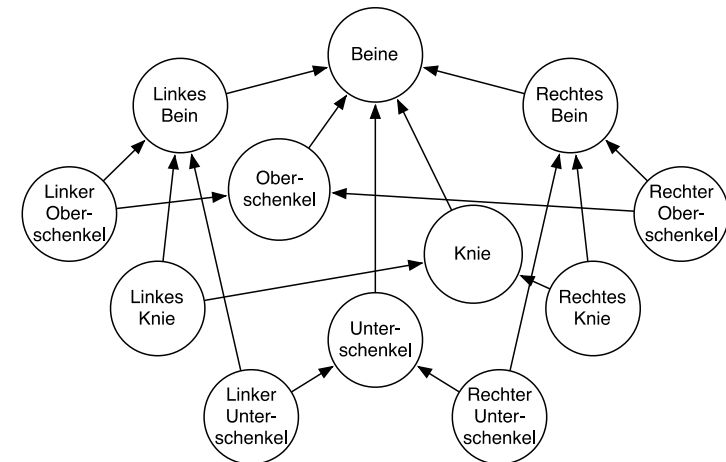 Beine
Linkes
Bein
Rechtes
Bein
Ober-
schenkel
Linker
Ober-
schenkel
Rechter
Ober-
schenkel
Knie
Linkes
Knie
Rechtes
Knie
Unter-
schenkel
Linker
Unter-
schenkel
Rechter
Unter-
schenkel